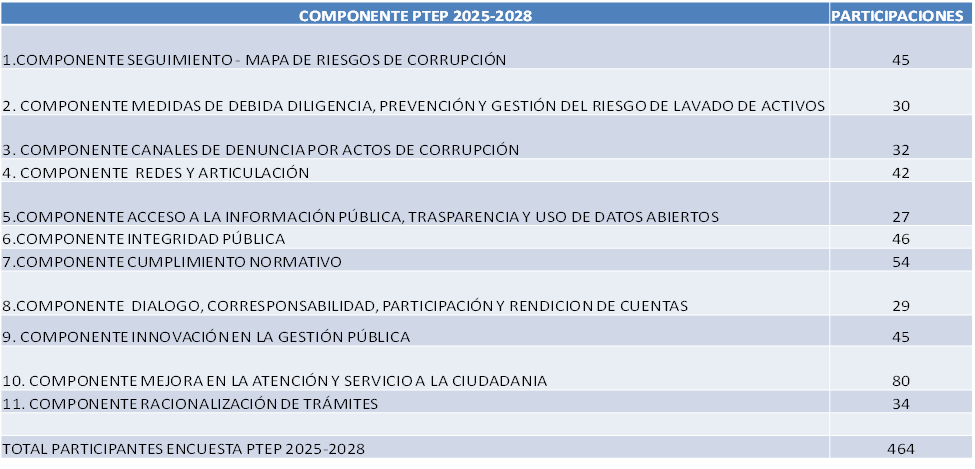 COMPONENTE PTEP 2025-2028 PARTICIPACIONES
1.COMPONENTE SEGUIMIENTO - MAPA DE RIESGOS DE CORRUPCIÓN 45
2. COMPONENTE MEDIDAS DE DEBIDA DILIGENCIA, PREVENCIÓN Y GESTIÓN DEL RIESGO DE LAVADO DE ACTIVOS 30
3. COMPONENTE CANALES DE DENUNCIA POR ACTOS DE CORRUPCIÓN 32
4. COMPONENTE REDES Y ARTICULACIÓN 42
5.COMPONENTE ACCESO A LA INFORMACIÓN PÚBLICA, TRASPARENCIA Y USO DE DATOS ABIERTOS 27
6.COMPONENTE INTEGRIDAD PÚBLICA 46
7.COMPONENTE CUMPLIMIENTO NORMATIVO 54
8.COMPONENTE DIALOGO, CORRESPONSABILIDAD, PARTICIPACIÓN Y RENDICION DE CUENTAS 29
9. COMPONENTE INNOVACIÓN EN LA GESTIÓN PÚBLICA 45
10. COMPONENTE MEJORA EN LA ATENCIÓN Y SERVICIO A LA CIUDADANIA 80
11. COMPONENTE RACIONALIZACIÓN DE TRÁMITES 34
TOTAL PARTICIPANTES ENCUESTA PTEP 2025-2028 464